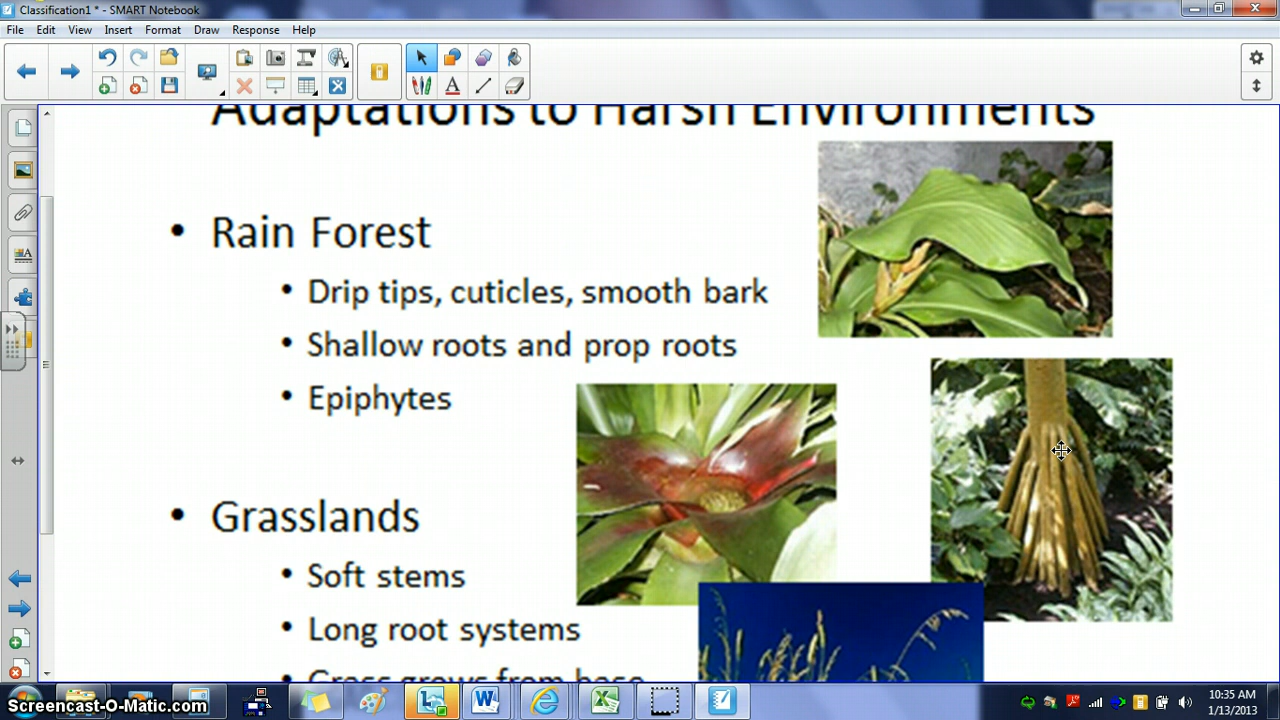 Classification1 * - SMART Notebook
File Edit View Insert Format Draw Response Help
Adaptations to Harsh Environments
• Rain Forest
• Drip tips, cuticles, smooth bark
• Shallow roots and prop roots
• Epiphytes
• Grasslands
• Soft stems
• Long root systems
• Grass grows from base
Screencast-O-Matic.com
10:35 AM
1/13/2013